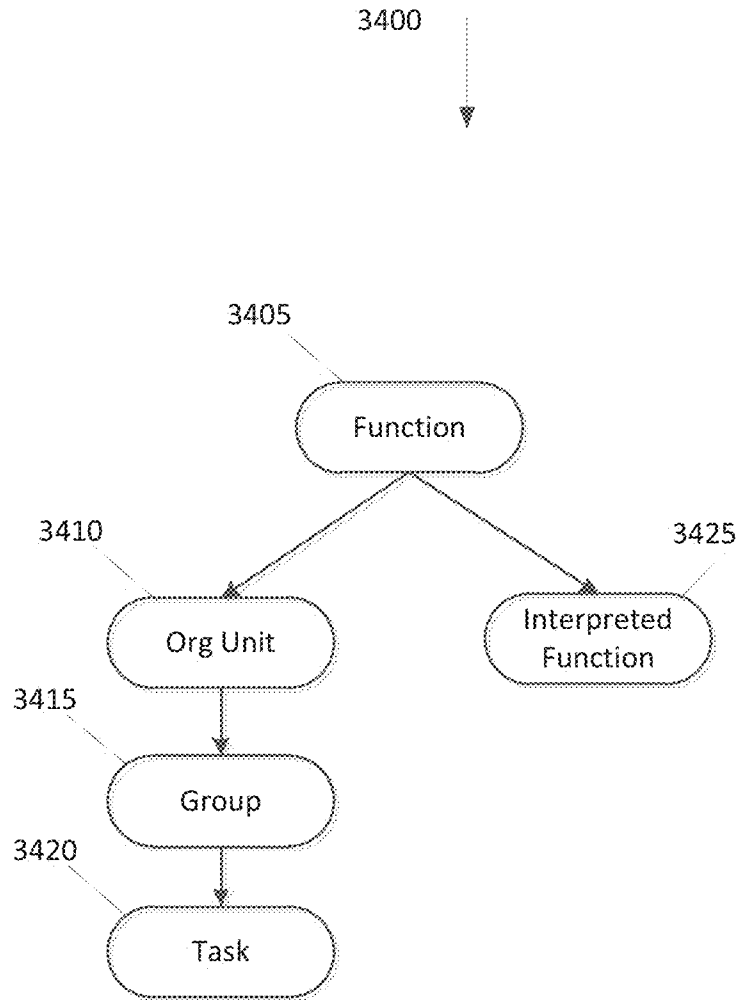 3400
3405
Function
3410
3425
Org Unit
Interpreted
Function
3415
Group
3420
Task